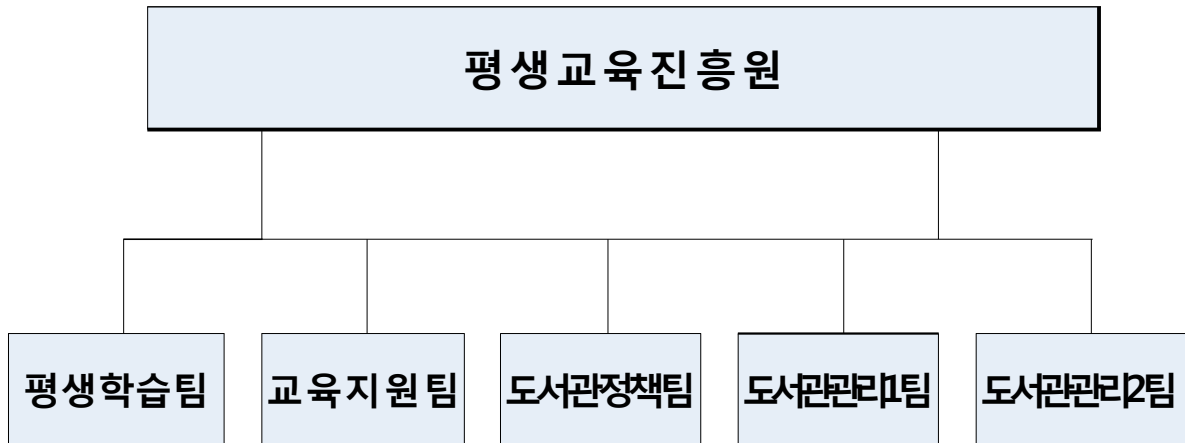 평생교육진흥원
평생학습팀
교육지원팀
도서관정책팀
도서관관리1팀
도서관관리2팀